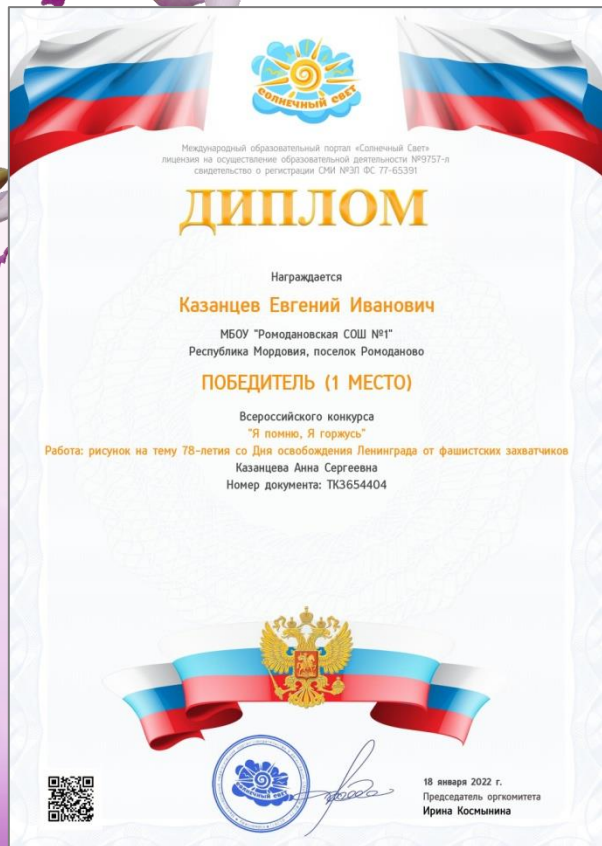 СОЛНЕЧНЫЙ СВЕТ
Международный образовательный портал «Солнечный Свет»
лицензия на осуществление образовательной деятельности №9757-л
свидетельство о регистрации СМИ №ЭЛ ФС 77-65391
ДИПЛОМ
Награждается
Казанцев Евгений Иванович
МБОУ "Ромодановская СОШ №1"
Республика Мордовия, поселок Ромоданово
ПОБЕДИТЕЛЬ (1 МЕСТО)
Всероссийского конкурса
"Я помню, Я горжусь"
Работа: рисунок на тему 78-летия со Дня освобождения Ленинграда от фашистских захватчиков
Казанцева Анна Сергеевна
Номер документа: ТК3654404
СОЛНЕЧНЫЙ СВЕТ
18 января 2022 г.
Председатель оргкомитета
Ирина Космынина